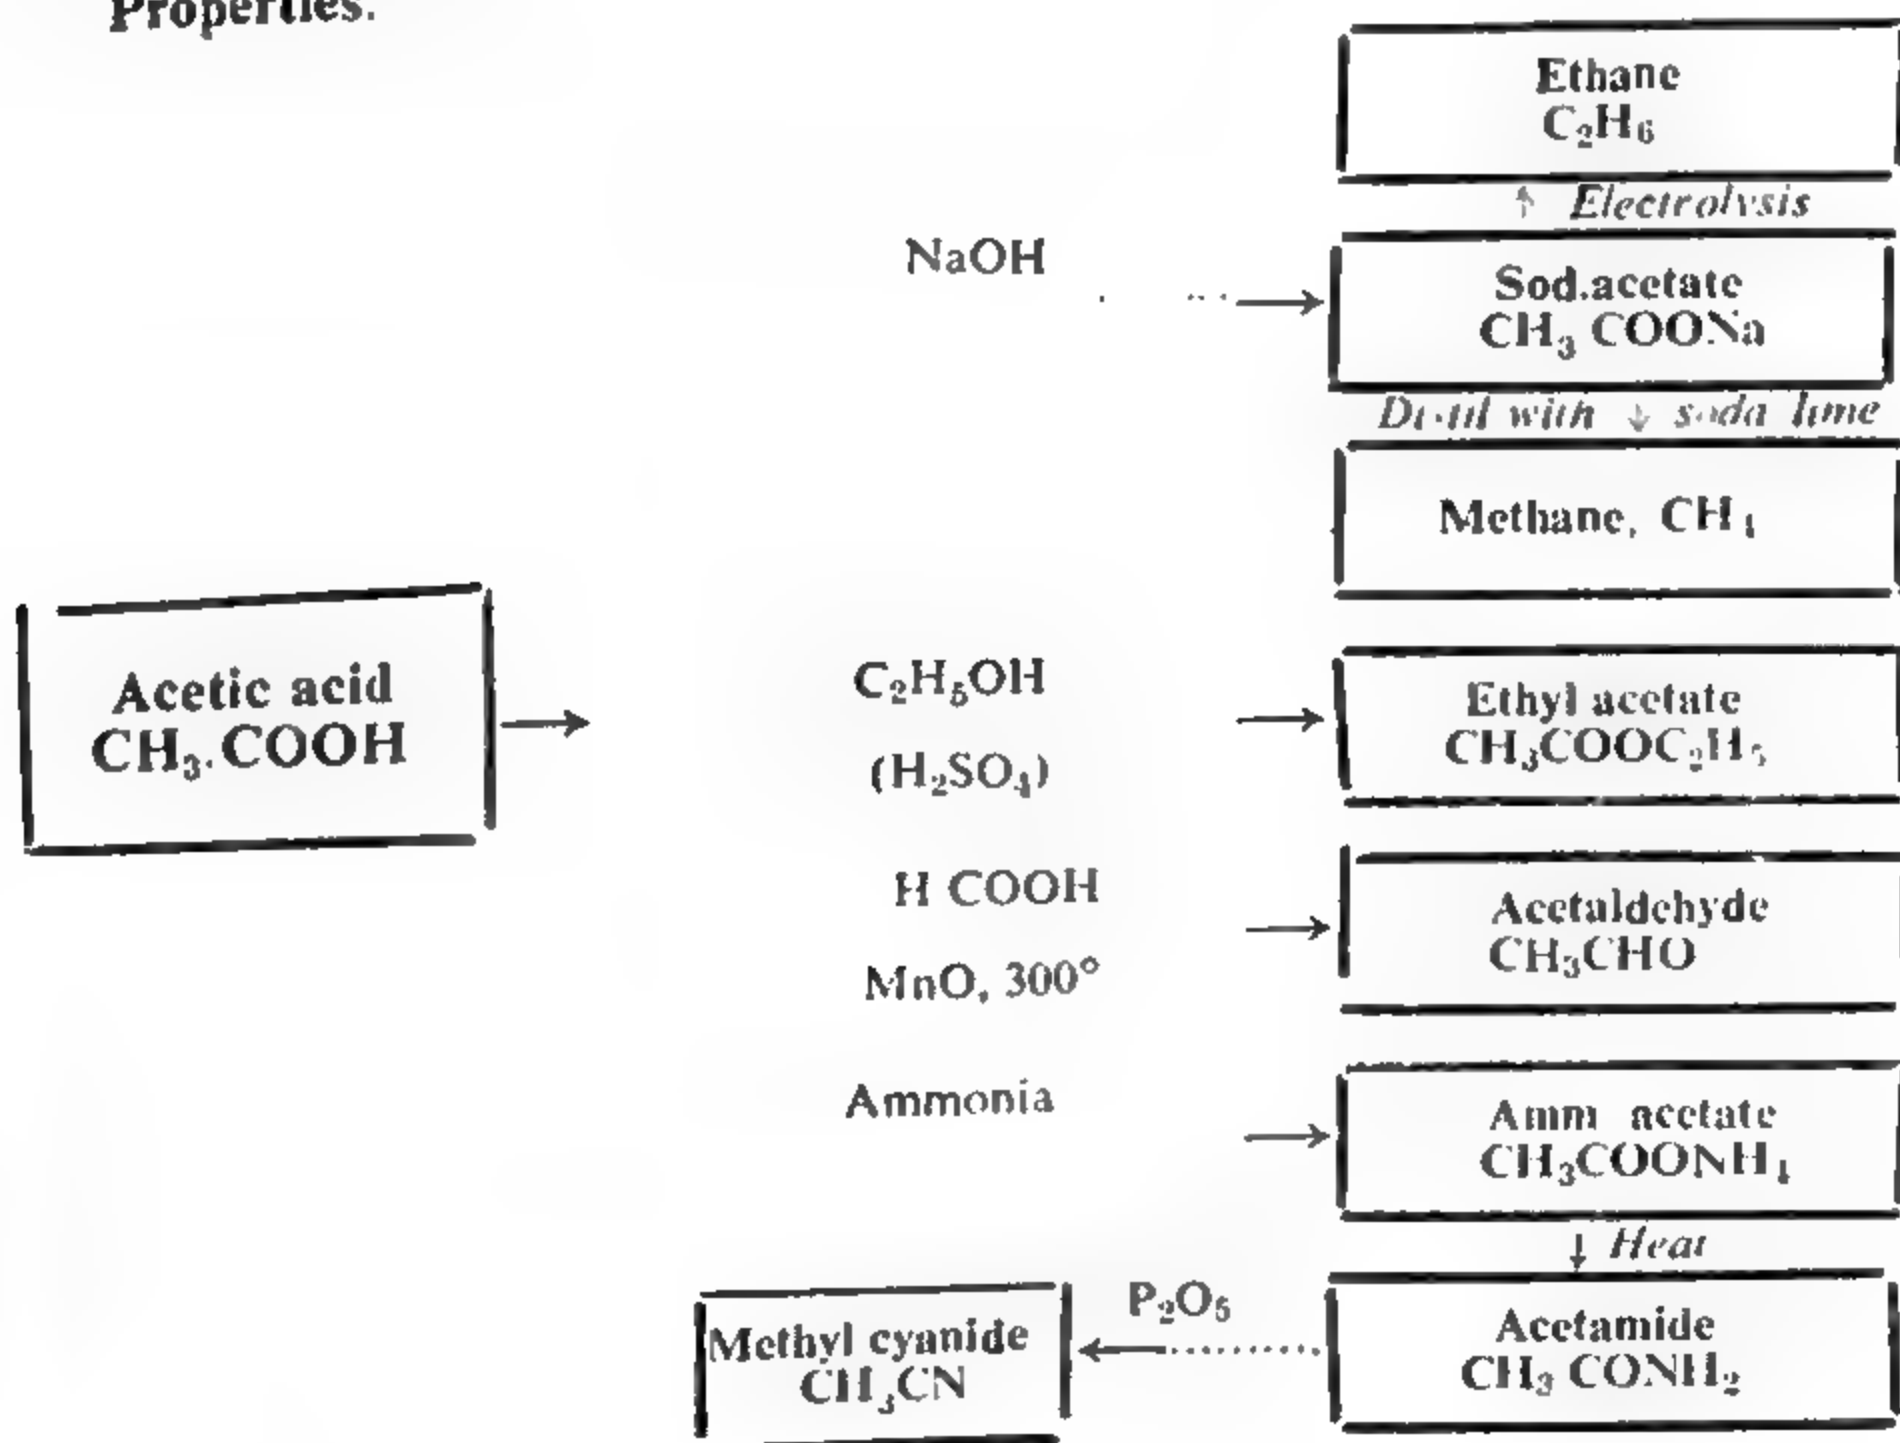 Properties.
Ethane
C₂H₆
↑ Electrolysis
NaOH
Sod.acetate
CH₃ COONa
Distil with ↓ soda lime
Methane, CH₄
Acetic acid
CH₃.COOH
C₂H₅OH
(H₂SO₄)
Ethyl acetate
CH₃COOC₂H₅
H COOH
MnO, 300°
Acetaldehyde
CH₃CHO
Ammonia
Amm acetate
CH₃COONH₄
↓ Heat
Methyl cyanide
CH₃CN
P₂O₅
Acetamide
CH₃ CONH₂